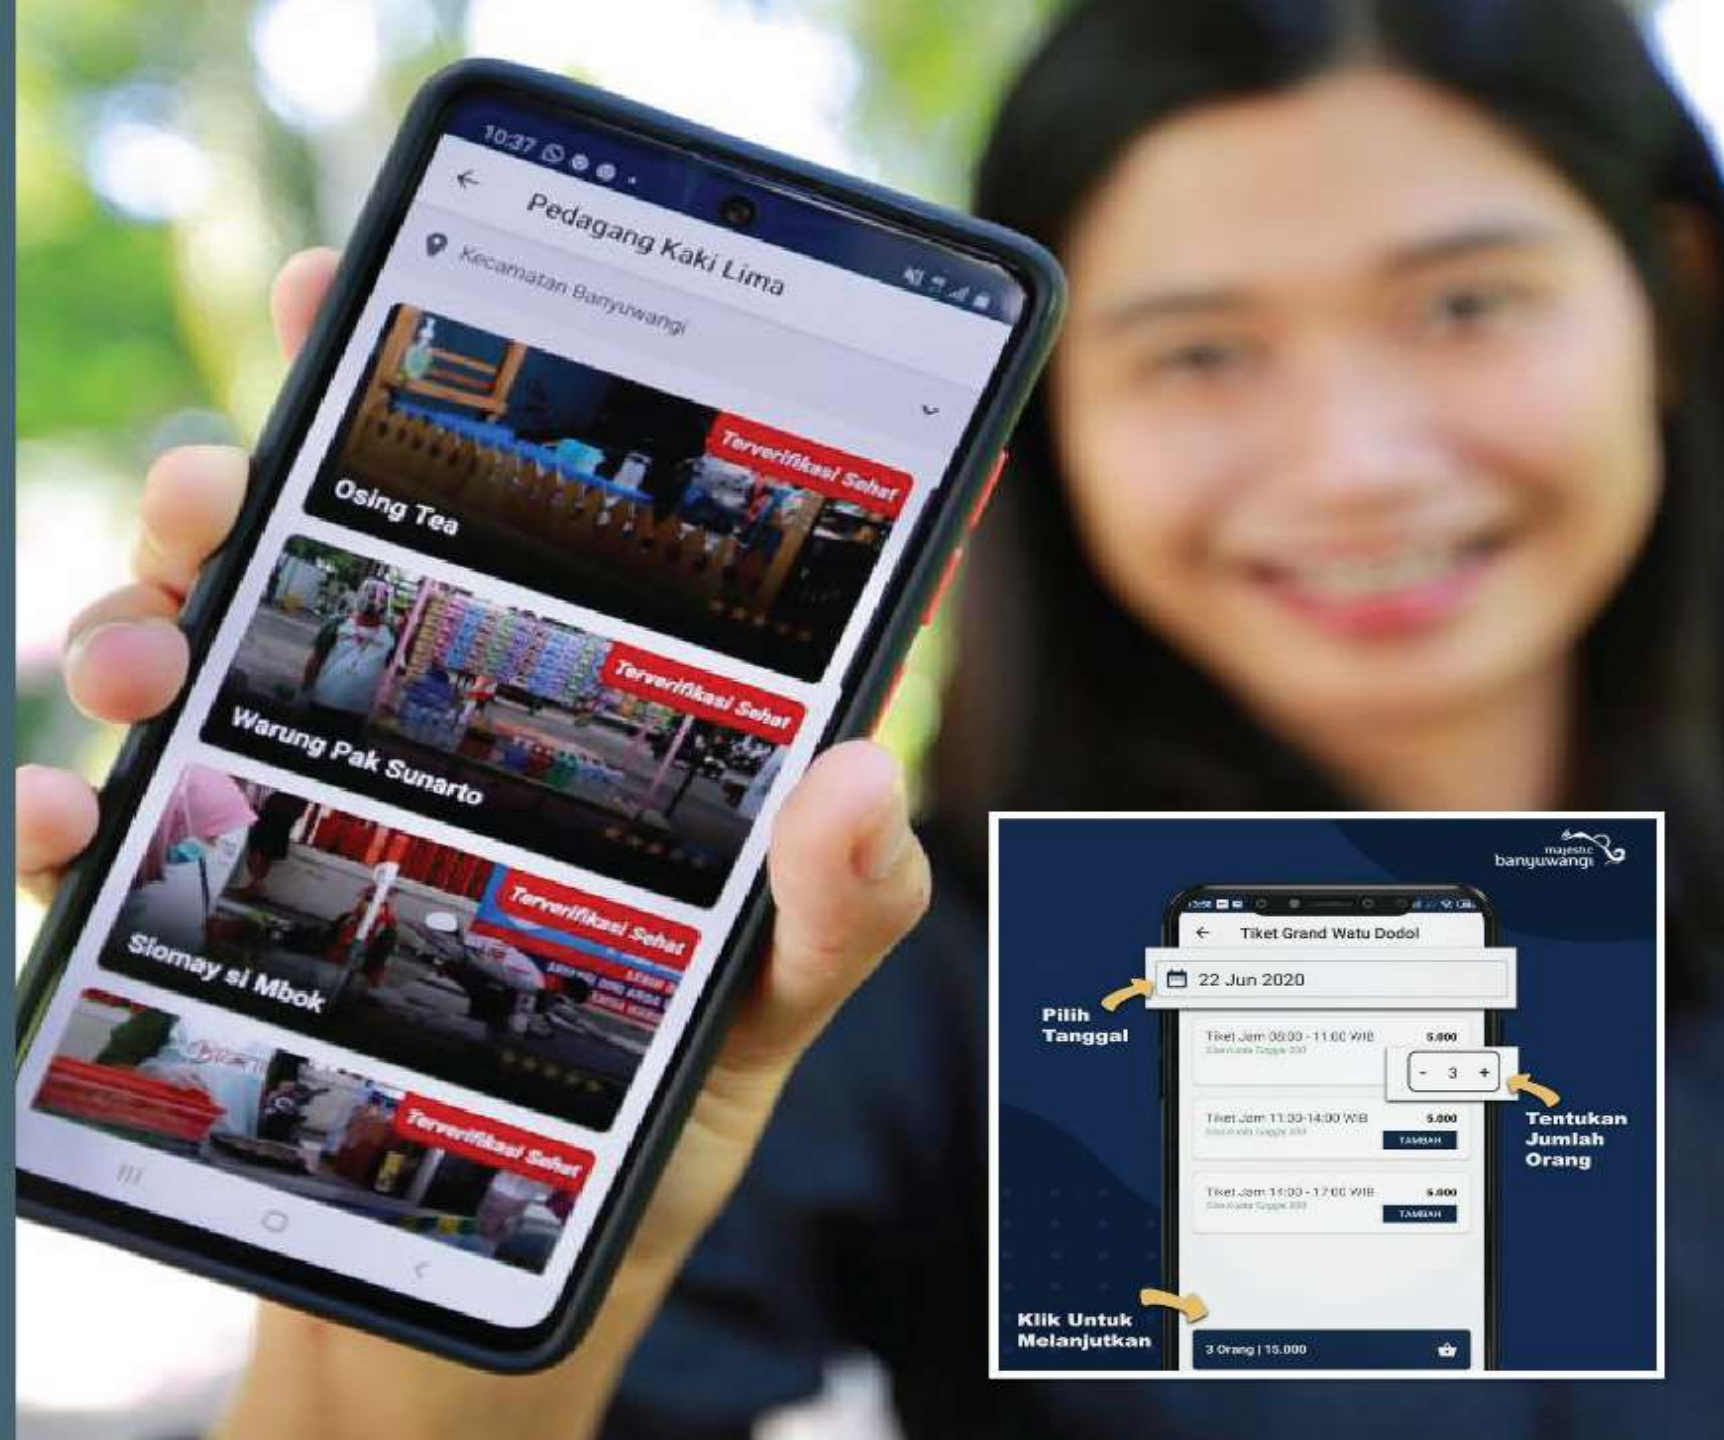 10:37
Pedagang Kaki Lima
Kecamatan Banyuwangi
Terverifikasi Sehat
Osing Tea
Terverifikasi Sehat
Warung Pak Sunarto
Terverifikasi Sehat
Siomay si Mbok
Terverifikasi Sehat
majestic
banyuwangi
Tiket Grand Watu Dodol
22 Jun 2020
Pilih
Tanggal
Tiket Jam 08:00 - 11:00 WIB
5.000
- 3 +
Tentukan
Jumlah
Orang
Tiket Jam 11:00-14:00 WIB
5.000
TAMBAH
Tiket Jam 14:00 - 17:00 WIB
5.000
TAMBAH
Klik Untuk
Melanjutkan
3 Orang | 15.000